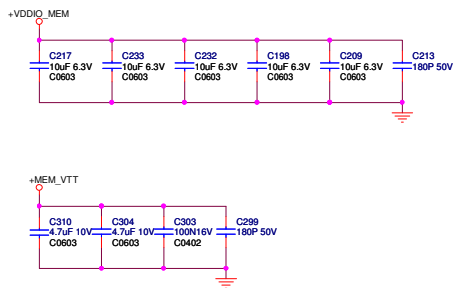 +VDDIO_MEM
C217 C233 C232 C198 C209 C213
10uF 6.3V 10uF 6.3V 10uF 6.3V 10uF 6.3V 10uF 6.3V 180P 50V
C0603 C0603 C0603 C0603 C0603
+MEM_VTT
C310 C304 C303 C299
4.7uF 10V 4.7uF 10V 100N16V 180P 50V
C0603 C0603 C0402